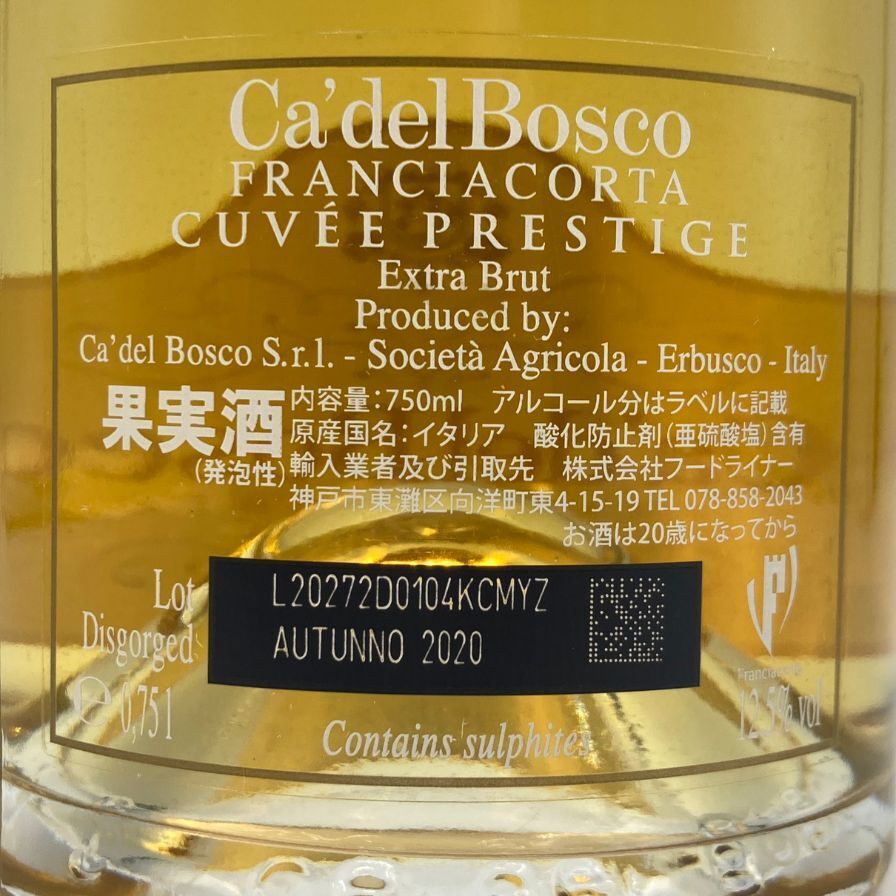 Ca'del Bosco
FRANCIACORTA
CUVÉE PRESTIGE
Extra Brut
Produced by:
Ca'del Bosco S.r.l. - Società Agricola - Erbusco - Italy
果実酒
(発泡性)
内容量:750ml アルコール分はラベルに記載
原産国名:イタリア 酸化防止剤(亜硫酸塩)含有
輸入業者及び引取先 株式会社フードライナー
神戸市東灘区向洋町東4-15-19 TEL 078-858-2043
お酒は20歳になってから
Lot
Disgorged
L20272D0104KCMYZ
AUTUNNO 2020
Franciacorta
e 0,75 l
Contains sulphites
12.5% vol